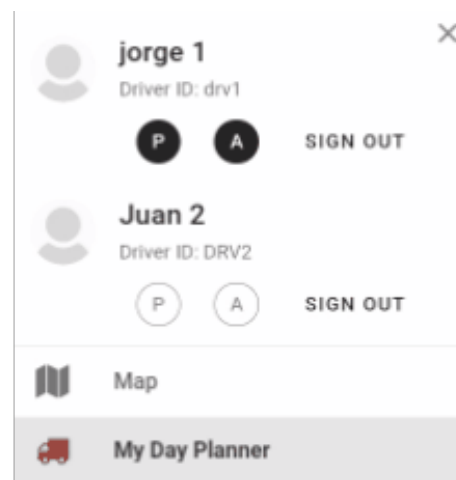 jorge 1
Driver ID: drv1
P A SIGN OUT
Juan 2
Driver ID: DRV2
P A SIGN OUT
Map
My Day Planner